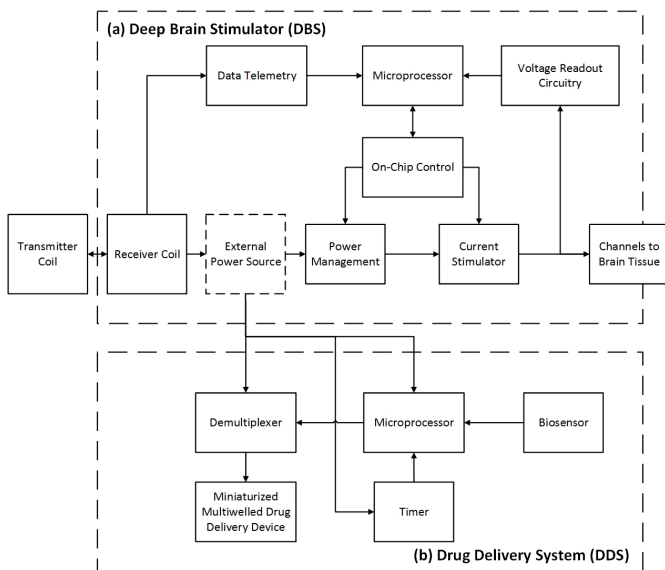 (a) Deep Brain Stimulator (DBS)
Data Telemetry
Microprocessor
Voltage Readout
Circuitry
On-Chip Control
Transmitter
Coil
Receiver Coil
External
Power Source
Power
Management
Current
Stimulator
Channels to
Brain Tissue
Demultiplexer
Microprocessor
Biosensor
Miniaturized
Multiwelled Drug
Delivery Device
Timer
(b) Drug Delivery System (DDS)